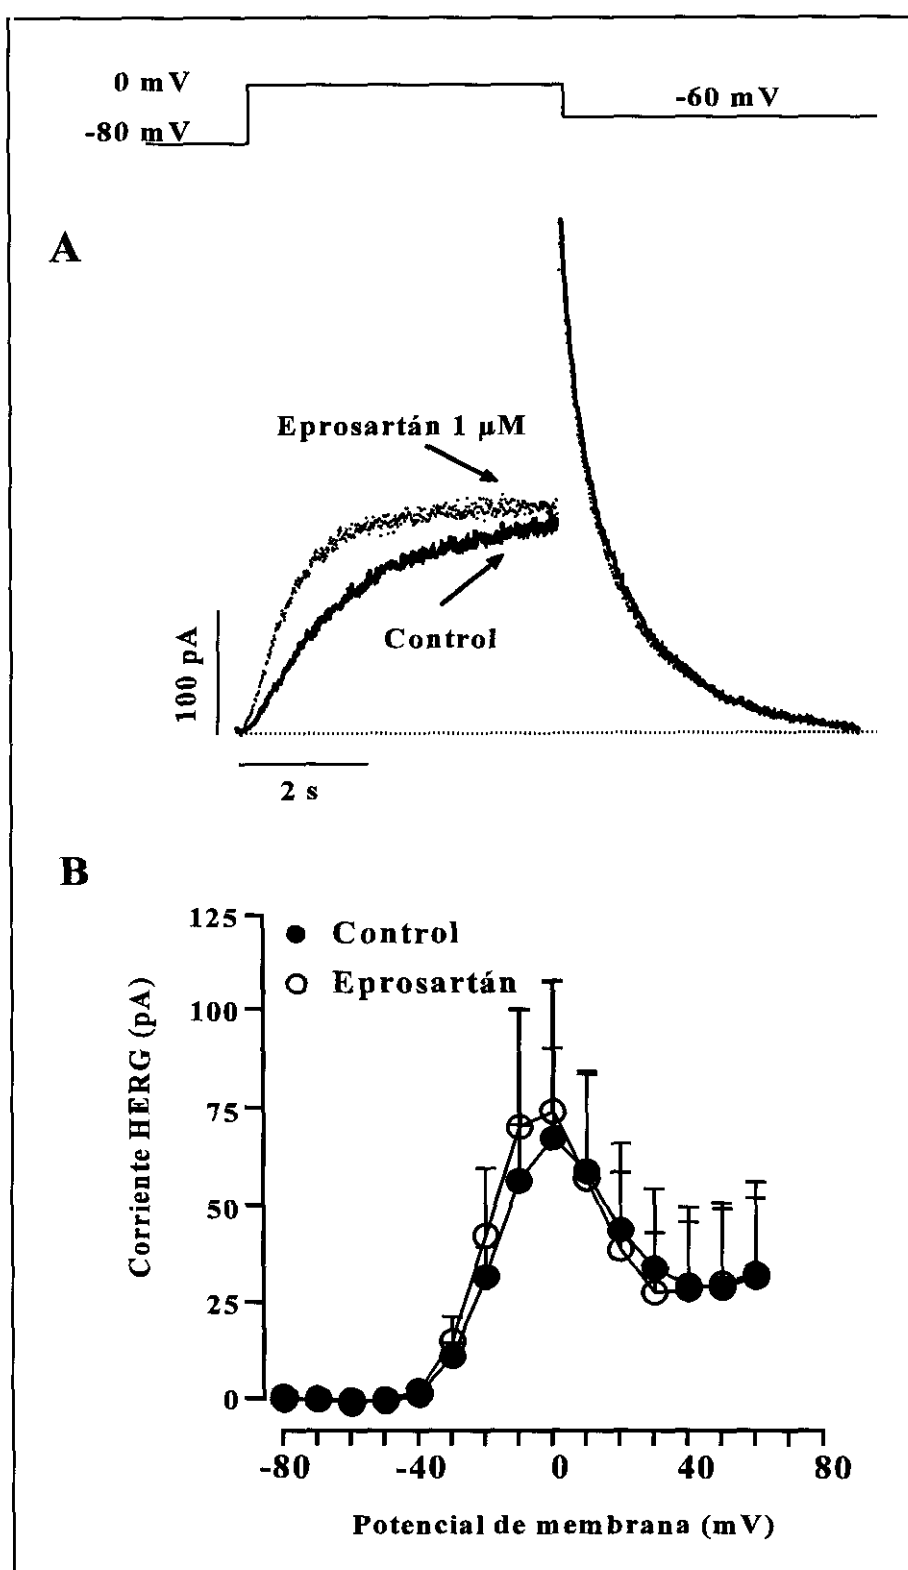 0 mV
-60 mV
-80 mV
A
Eprosartán 1 µM
Control
100 pA
2 s
B
125
100
75
50
25
0
Corriente HERG (pA)
Control
Eprosartán
-80 -40 0 40 80
Potencial de membrana (mV)